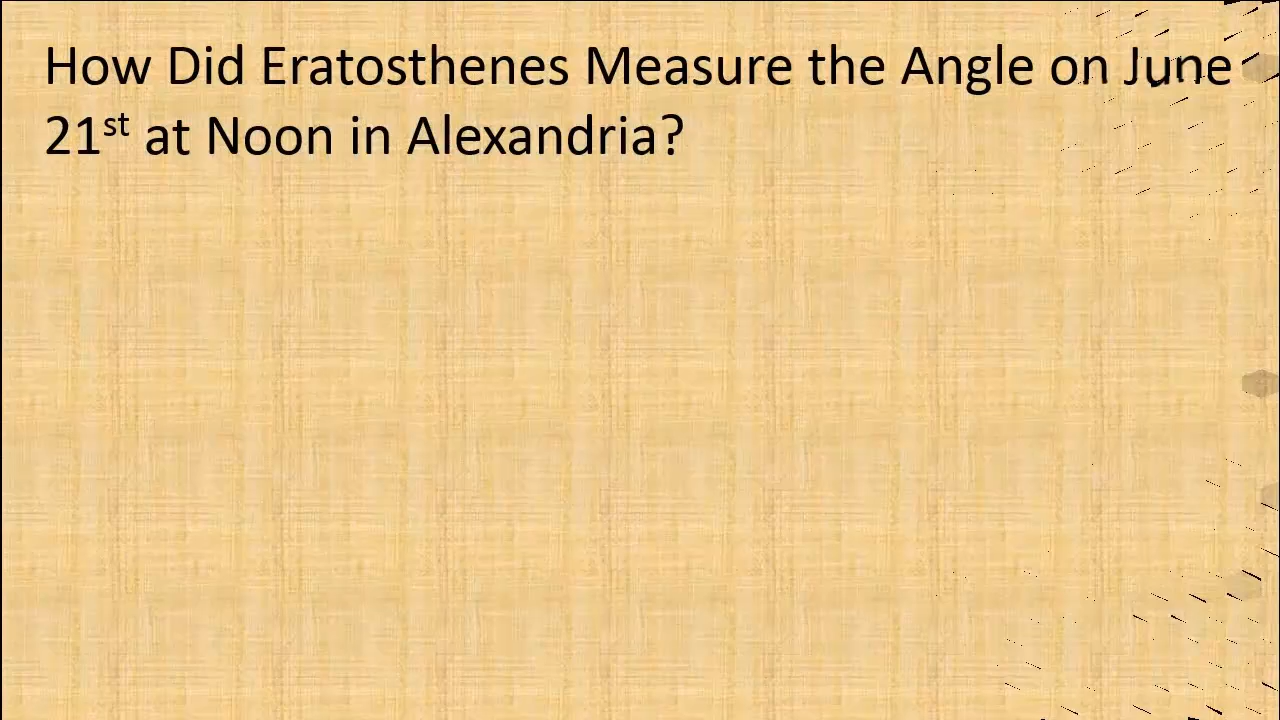 How Did Eratosthenes Measure the Angle on June
21st at Noon in Alexandria?